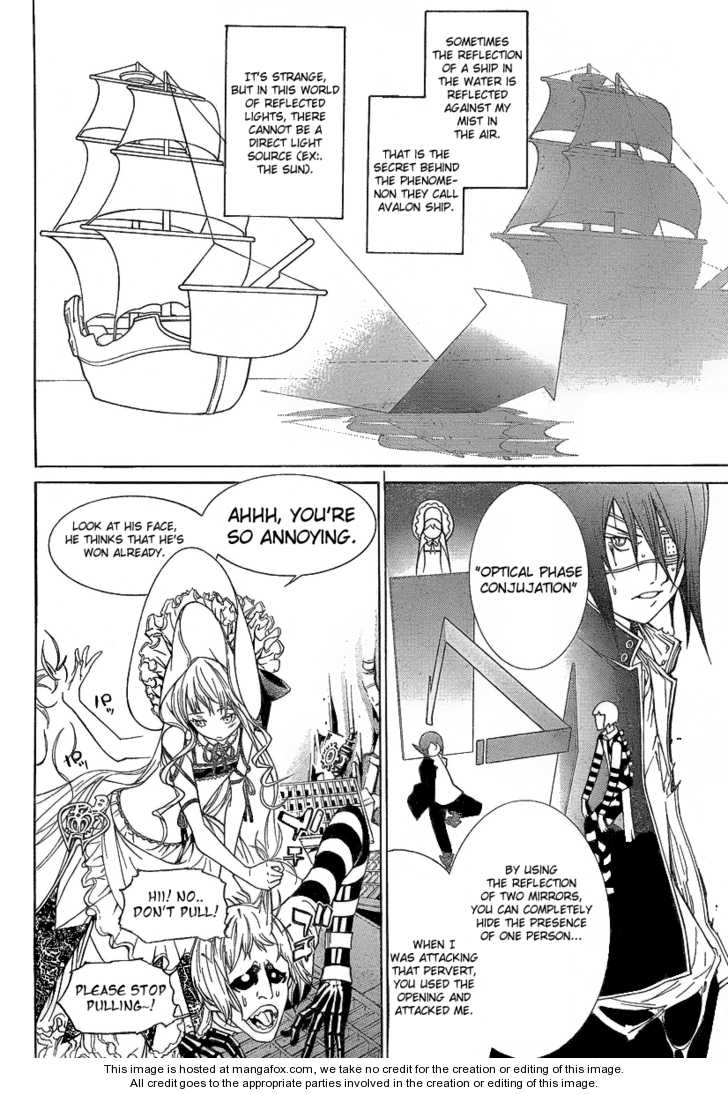 SOMETIMES
THE REFLECTION
OF A SHIP IN
THE WATER IS
REFLECTED
AGAINST MY
MIST IN
THE AIR.
THAT IS THE
SECRET BEHIND
THE PHENOME-
NON THEY CALL
AVALON SHIP.
IT'S STRANGE,
BUT IN THIS WORLD
OF REFLECTED
LIGHTS, THERE
CANNOT BE A
DIRECT LIGHT
SOURCE (EX:.
THE SUN).
"OPTICAL PHASE
CONJUJATION"
BY USING
THE REFLECTION
OF TWO MIRRORS,
YOU CAN COMPLETELY
HIDE THE PRESENCE
OF ONE PERSON...
WHEN I
WAS ATTACKING
THAT PERVERT,
YOU USED THE
OPENING AND
ATTACKED ME.
AHHH, YOU'RE
SO ANNOYING.
LOOK AT HIS FACE,
HE THINKS THAT HE'S
WON ALREADY.
HII! NO..
DON'T PULL!
PLEASE STOP
PULLING~!
This image is hosted at mangafox.com, we take no credit for the creation or editing of this image.
All credit goes to the appropriate parties involved in the creation or editing of this image.